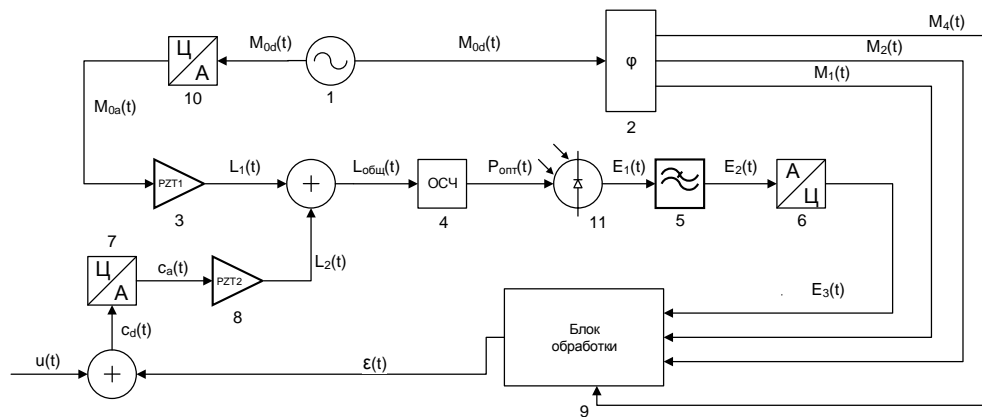 M4(t)
Ц
А
M0d(t)
M0d(t)
φ
M2(t)
M1(t)
10
1
2
M0a(t)
PZT1
L1(t)
+
Lобщ(t)
ОСЧ
Pопт(t)
E1(t)
E2(t)
А
Ц
3
4
11
5
6
7
Ц
А
ca(t)
PZT2
L2(t)
8
cd(t)
E3(t)
Блок
обработки
u(t)
+
ε(t)
9